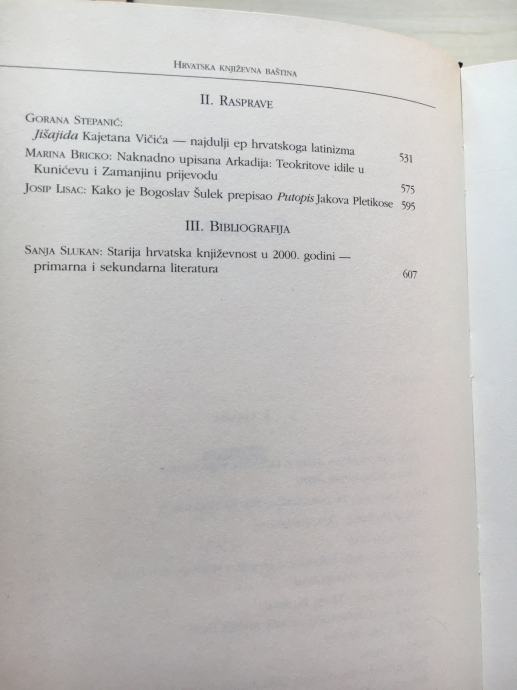 HRVATSKA KNJIŽEVNA BAŠTINA
II. RASPRAVE
GORANA STEPANIĆ:
Jišajida Kajetana Vičića — najdulji ep hrvatskoga latinizma 531
MARINA BRICKO: Naknadno upisana Arkadija: Teokritove idile u
Kunićevu i Zamanjinu prijevodu 575
JOSIP LISAC: Kako je Bogoslav Šulek prepisao Putopis Jakova Pletikose 595
III. BIBLIOGRAFIJA
SANJA SLUKAN: Starija hrvatska književnost u 2000. godini —
primarna i sekundarna literatura 607